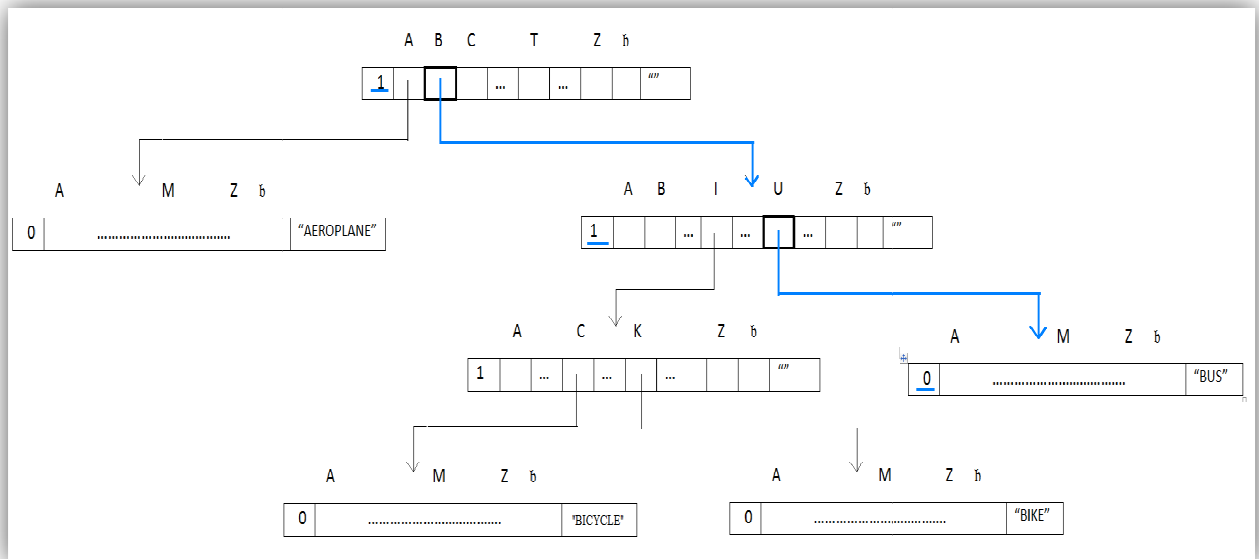 A B C T Z ђ
1 ... ... “”
A M Z ђ
0 ........................................ “AEROPLANE”
A B I U Z ђ
1 ... ... ... “”
A C K Z ђ
1 ... ... ... “”
A M Z ђ
0 ........................................ “BUS”
A M Z ђ
0 ........................................ "BICYCLE"
A M Z ђ
0 ........................................ “BIKE”